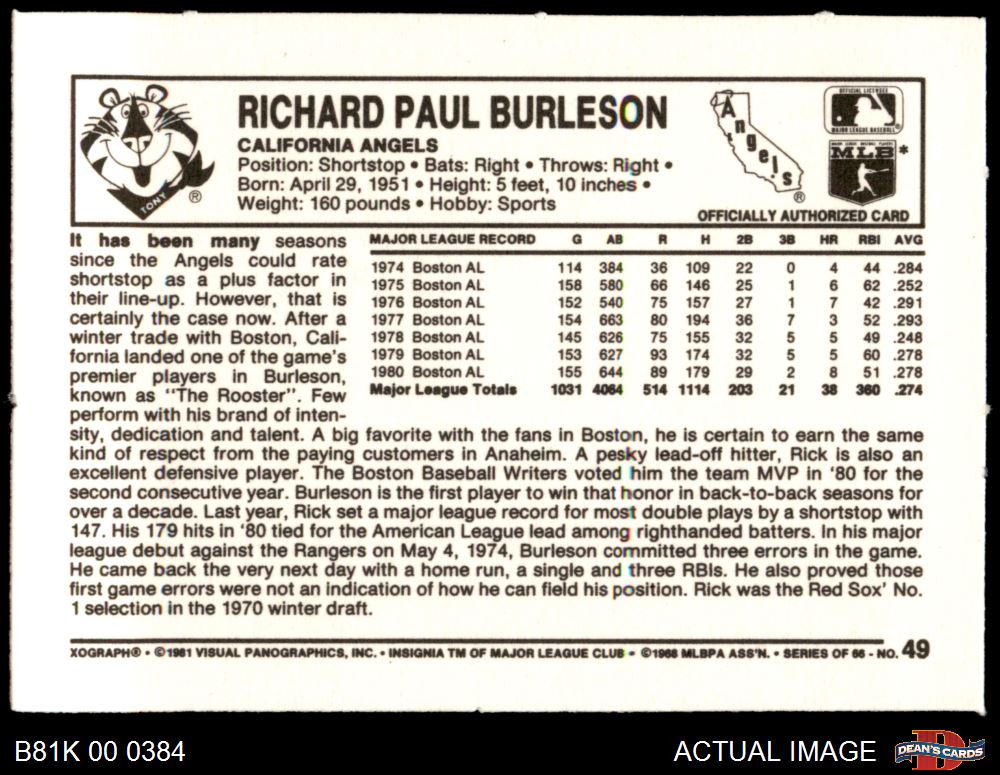 RICHARD PAUL BURLESON
CALIFORNIA ANGELS
Position: Shortstop • Bats: Right • Throws: Right •
Born: April 29, 1951 • Height: 5 feet, 10 inches •
Weight: 160 pounds • Hobby: Sports
TONY ®
Angels ®
OFFICIAL LICENSEE
MAJOR LEAGUE BASEBALL
MLB *
OFFICIALLY AUTHORIZED CARD
It has been many seasons
since the Angels could rate
shortstop as a plus factor in
their line-up. However, that is
certainly the case now. After a
winter trade with Boston, Cali-
fornia landed one of the game's
premier players in Burleson,
known as "The Rooster". Few
perform with his brand of inten-
MAJOR LEAGUE RECORD G AB R H 2B 3B HR RBI AVG
1974 Boston AL 114 384 36 109 22 0 4 44 .284
1975 Boston AL 158 580 66 146 25 1 6 62 .252
1976 Boston AL 152 540 75 157 27 1 7 42 .291
1977 Boston AL 154 663 80 194 36 7 3 52 .293
1978 Boston AL 145 626 75 155 32 5 5 49 .248
1979 Boston AL 153 627 93 174 32 5 5 60 .278
1980 Boston AL 155 644 89 179 29 2 8 51 .278
Major League Totals 1031 4064 514 1114 203 21 38 360 .274
sity, dedication and talent. A big favorite with the fans in Boston, he is certain to earn the same
kind of respect from the paying customers in Anaheim. A pesky lead-off hitter, Rick is also an
excellent defensive player. The Boston Baseball Writers voted him the team MVP in '80 for the
second consecutive year. Burleson is the first player to win that honor in back-to-back seasons for
over a decade. Last year, Rick set a major league record for most double plays by a shortstop with
147. His 179 hits in '80 tied for the American League lead among righthanded batters. In his major
league debut against the Rangers on May 4, 1974, Burleson committed three errors in the game.
He came back the very next day with a home run, a single and three RBIs. He also proved those
first game errors were not an indication of how he can field his position. Rick was the Red Sox' No.
1 selection in the 1970 winter draft.
XOGRAPH® • ©1981 VISUAL PANOGRAPHICS, INC. • INSIGNIA TM OF MAJOR LEAGUE CLUB • ©1968 MLBPA ASS'N. • SERIES OF 66 - NO. 49
B81K 00 0384
ACTUAL IMAGE
DEAN'S CARDS